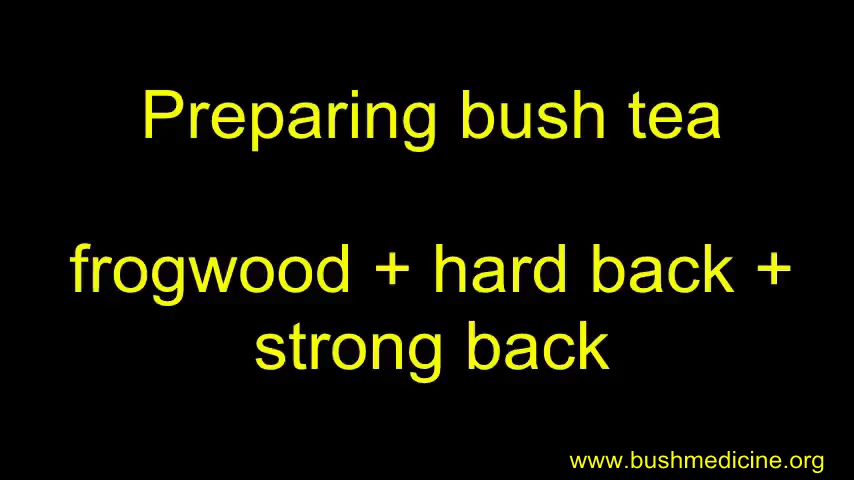 Preparing bush tea
frogwood + hard back +
strong back
www.bushmedicine.org